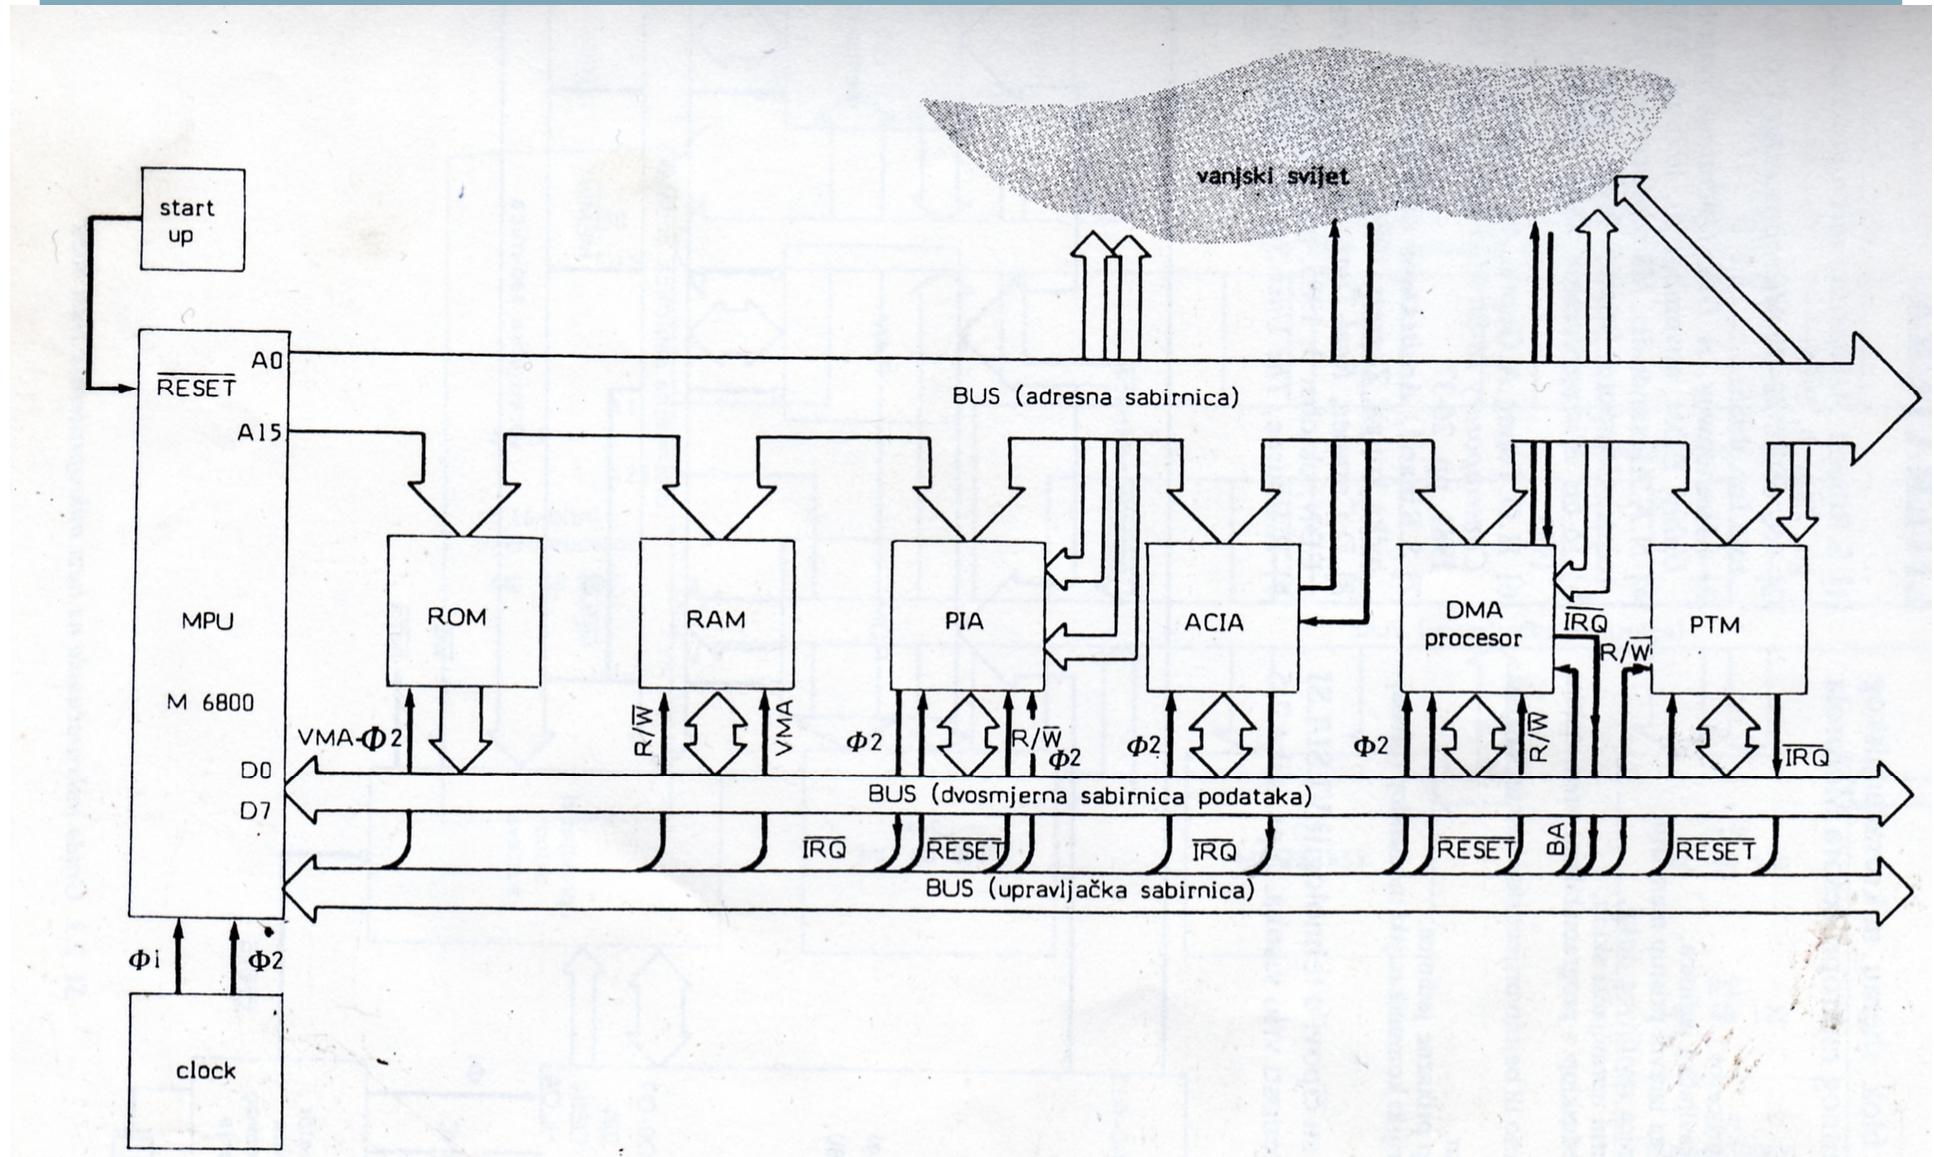 vanjski svijet
start
up
A0
RESET
A15
BUS (adresna sabirnica)
MPU
M 6800
ROM
RAM
PIA
ACIA
DMA
procesor
IRQ
R/W
PTM
VMA-Φ2
R/W
VMA
Φ2
R/W
Φ2
Φ2
Φ2
R/W
IRQ
D0
D7
BUS (dvosmjerna sabirnica podataka)
IRQ
RESET
IRQ
RESET
BA
RESET
BUS (upravljačka sabirnica)
Φ1
Φ2
clock